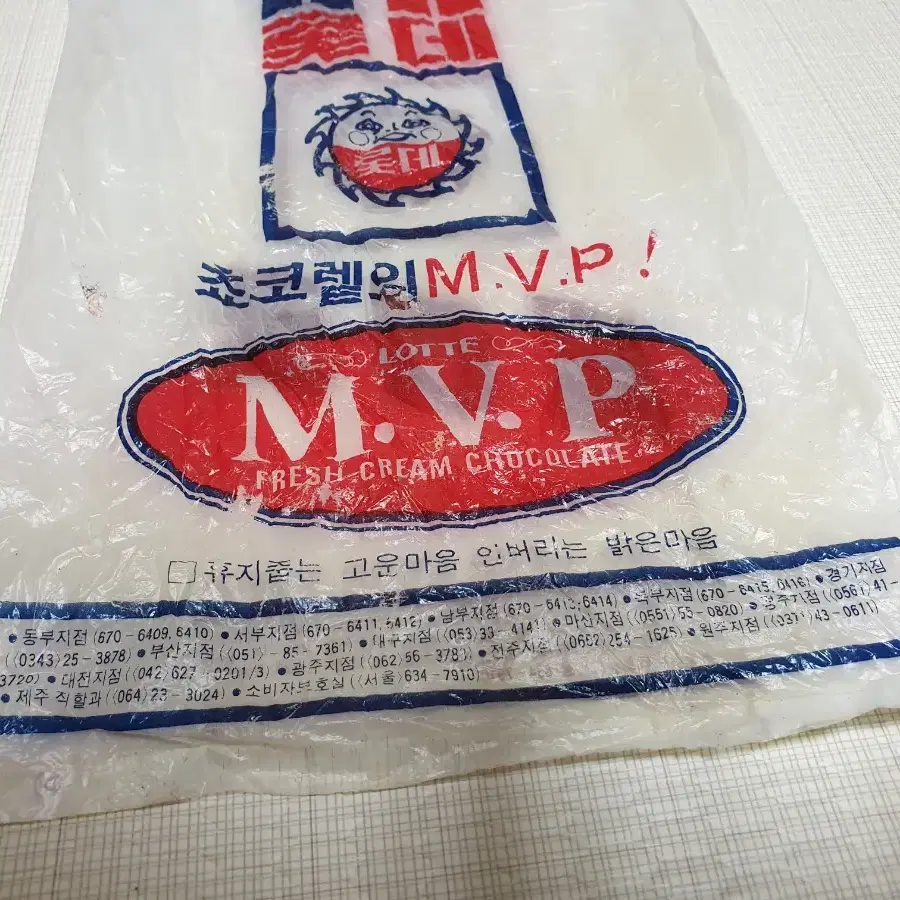 롯데
롯데
초코렡의 M.V.P!
LOTTE
M.V.P
FRESH CREAM CHOCOLATE
□ 휴지줍는 고운마음 안버리는 밝은마음
• 동부지점 (670-6409, 6410) • 서부지점 (670-6411, 6412) • 남부지점 (670-6413, 6414) • 북부지점 (670-6415, 6416) • 경기지점
((0343)25-3878) • 부산지점 ((051)-85-7361) • 대구지점 ((053)33-4141) • 마산지점 ((0551)55-0820) • 경주지점 ((0561)41-
3720) • 대전지점 ((042)627-0201/3) • 광주지점 ((062)56-3783) • 전주지점 ((0652)254-1625) • 원주지점 ((0371)43-0611)
• 제주 직할과 ((064)23-3024) • 소비자보호실 ((서울)634-7910)